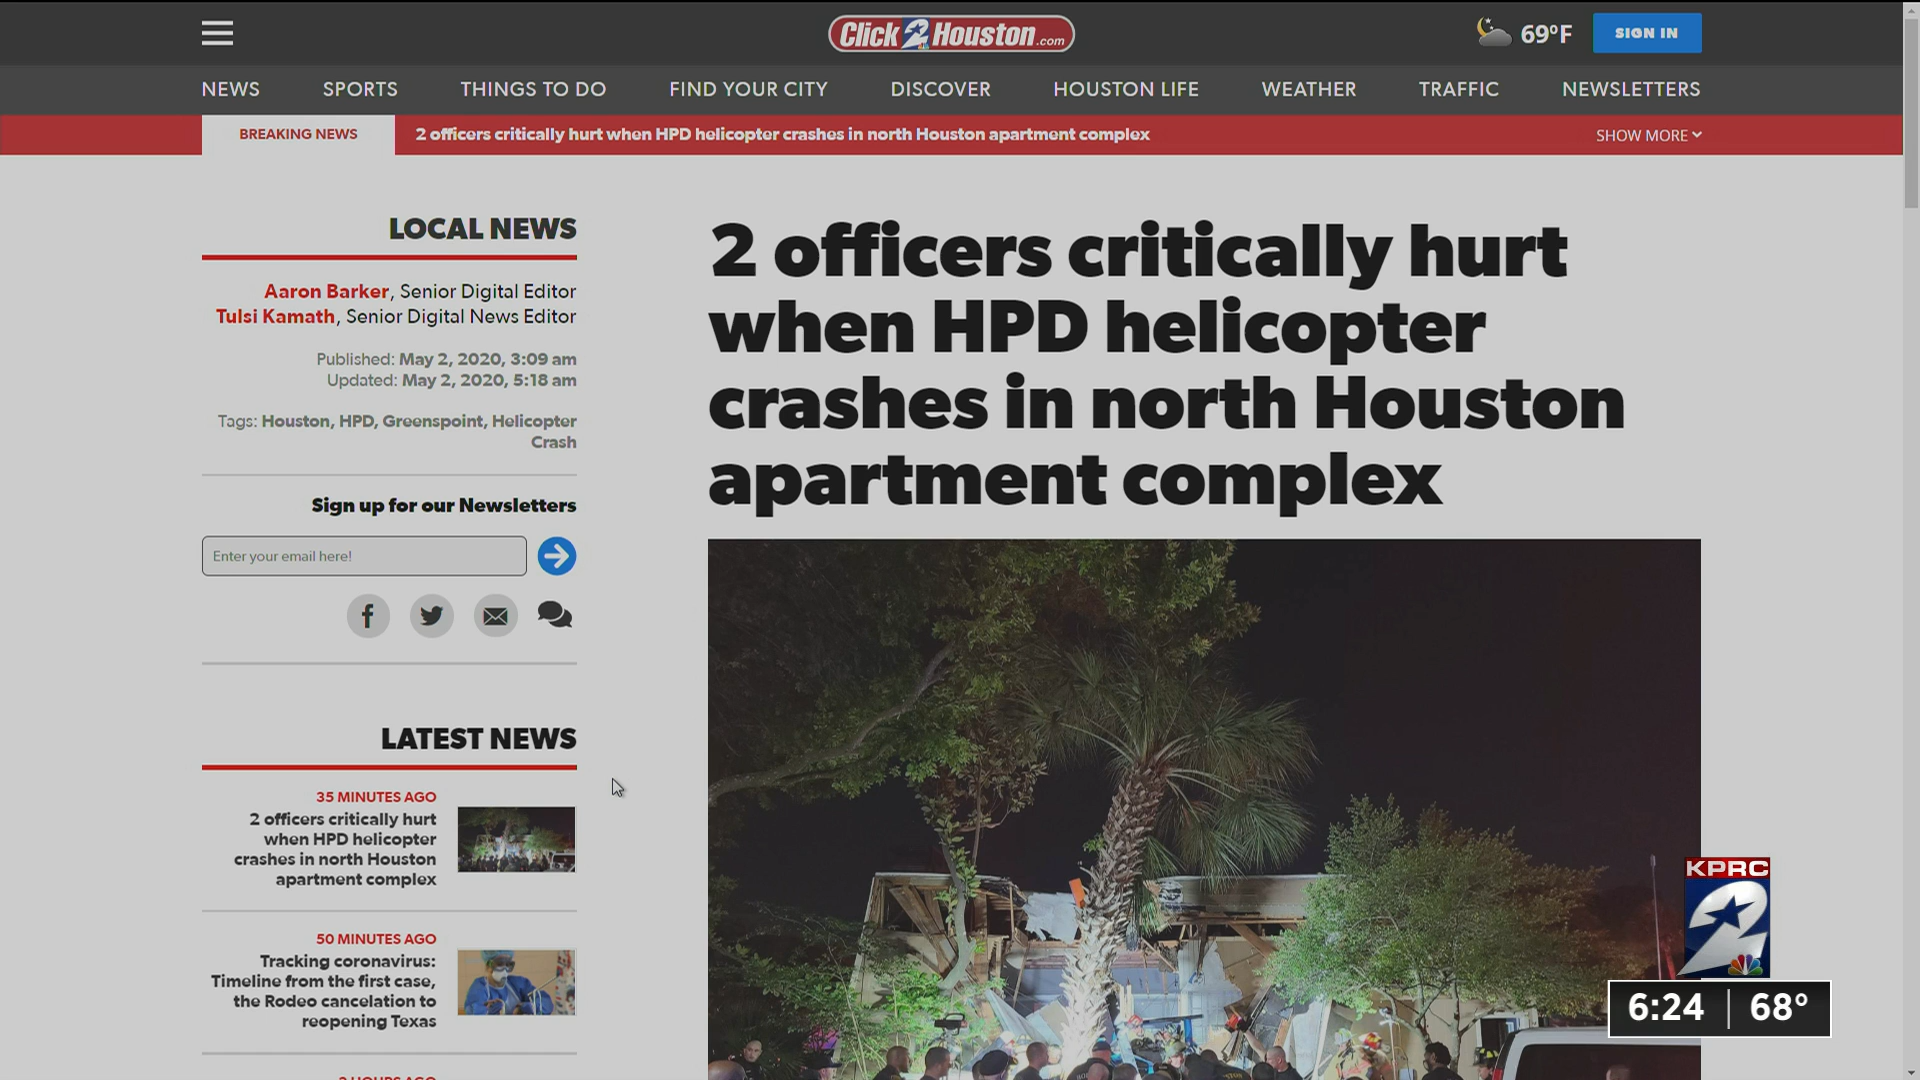 Click 2 Houston.com
69°F
SIGN IN
NEWS
SPORTS
THINGS TO DO
FIND YOUR CITY
DISCOVER
HOUSTON LIFE
WEATHER
TRAFFIC
NEWSLETTERS
BREAKING NEWS
2 officers critically hurt when HPD helicopter crashes in north Houston apartment complex
SHOW MORE
LOCAL NEWS
Aaron Barker, Senior Digital Editor
Tulsi Kamath, Senior Digital News Editor
Published: May 2, 2020, 3:09 am
Updated: May 2, 2020, 5:18 am
Tags: Houston, HPD, Greenspoint, Helicopter
Crash
Sign up for our Newsletters
Enter your email here!
LATEST NEWS
35 MINUTES AGO
2 officers critically hurt
when HPD helicopter
crashes in north Houston
apartment complex
50 MINUTES AGO
Tracking coronavirus:
Timeline from the first case,
the Rodeo cancelation to
reopening Texas
2 officers critically hurt
when HPD helicopter
crashes in north Houston
apartment complex
KPRC
2
6:24
68°